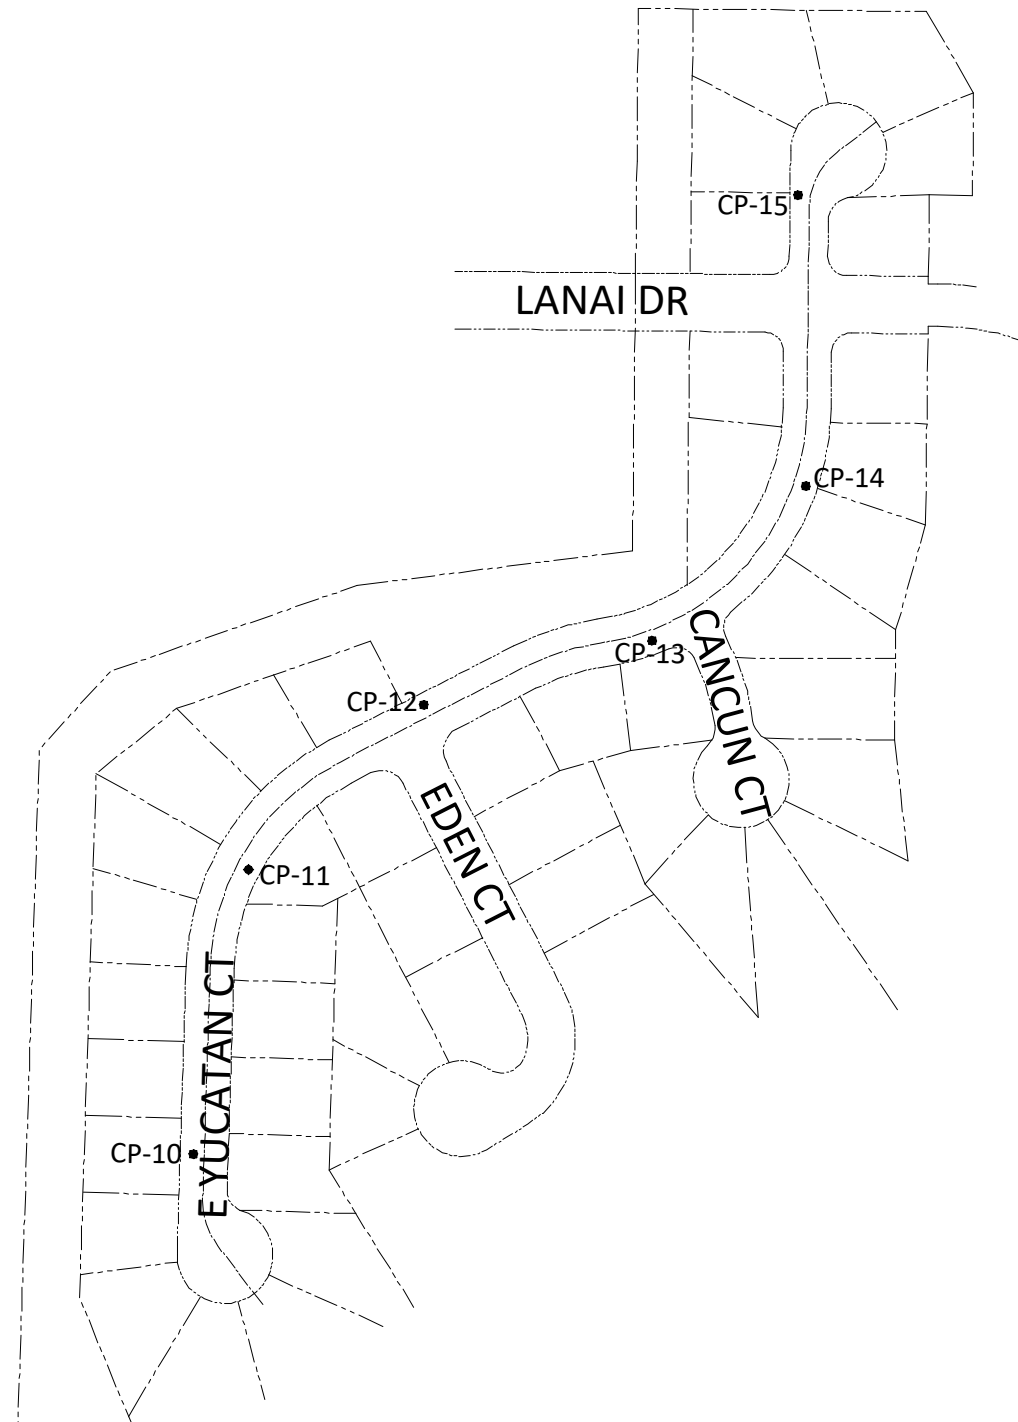 CP-15
LANAI DR
CP-14
CANCUN CT
CP-13
CP-12
EDEN CT
CP-11
E YUCATAN CT
CP-10